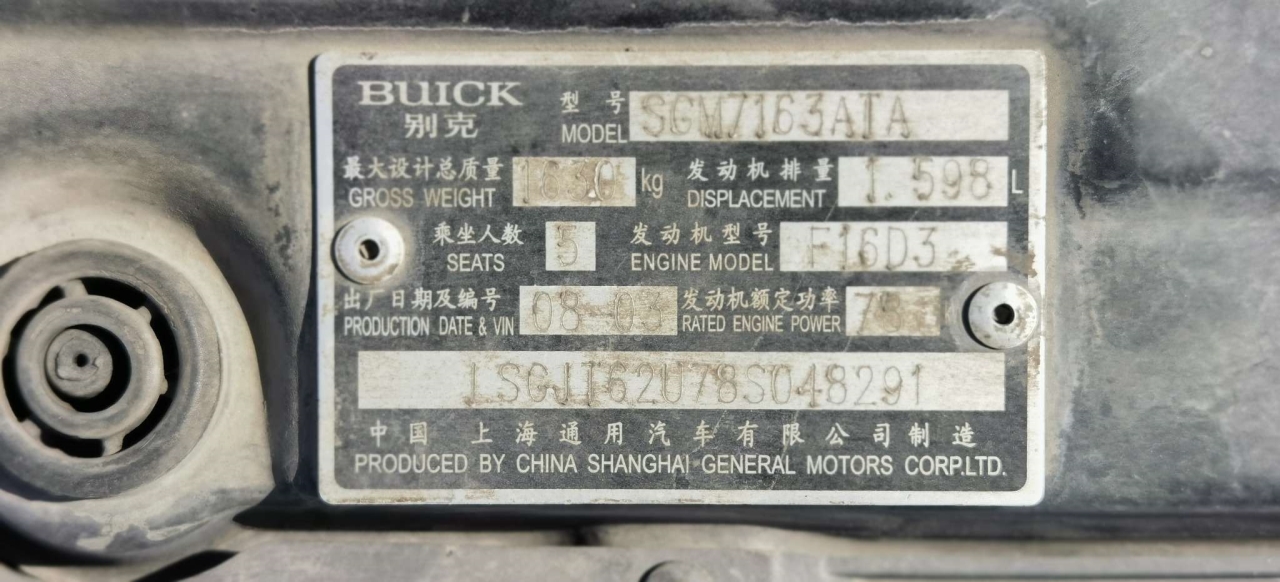 BUICK
别克
型号 MODEL SGM7163ATA
最大设计总质量 GROSS WEIGHT kg
发动机排量 DISPLACEMENT 1.598 L
乘坐人数 SEATS 5
发动机型号 ENGINE MODEL F16D3
出厂日期及编号 PRODUCTION DATE & VIN 08-03
发动机额定功率 RATED ENGINE POWER
LSGJT62U78S048291
中国 上海通用汽车有限公司制造
PRODUCED BY CHINA SHANGHAI GENERAL MOTORS CORP.LTD.